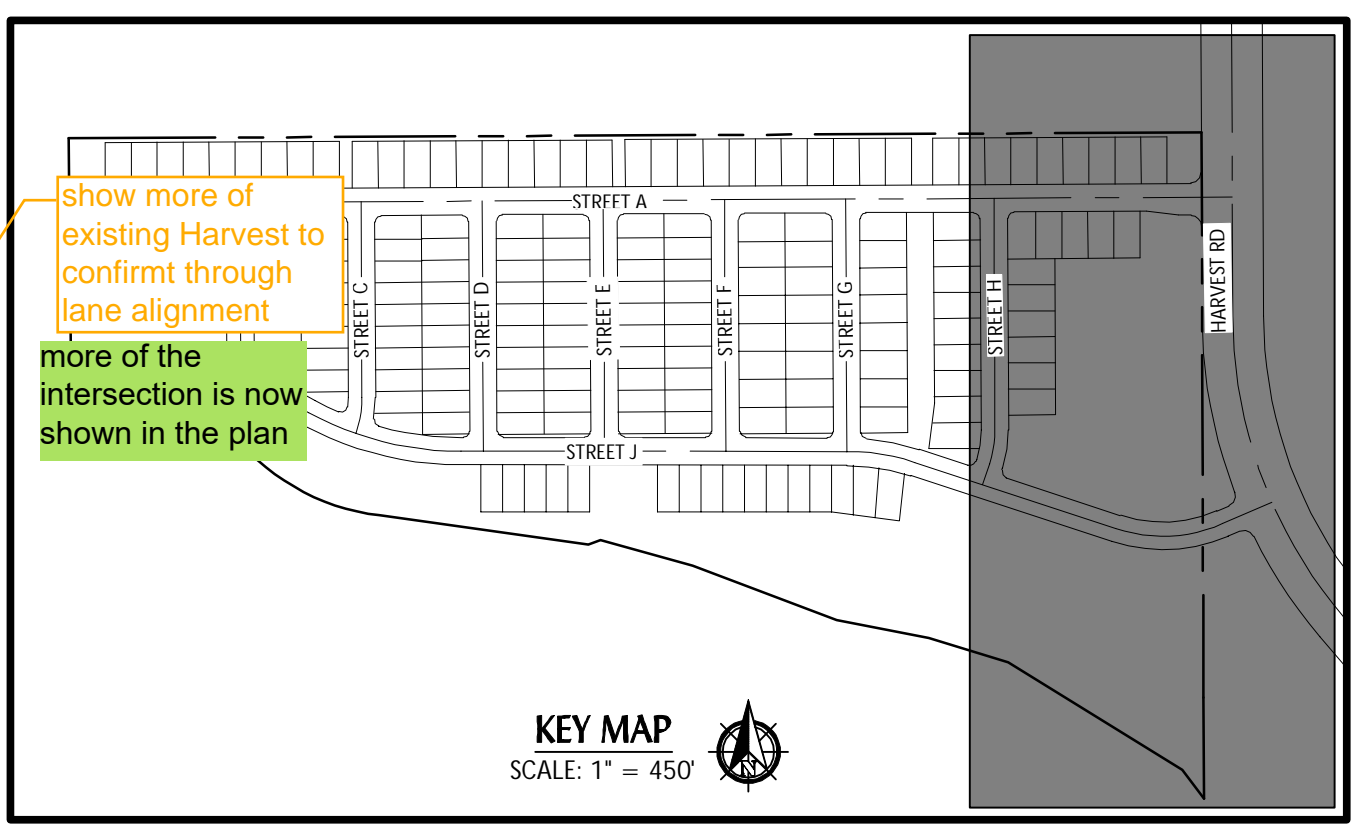 show more of
existing Harvest to
confirmt through
lane alignment
more of the
intersection is now
shown in the plan
STREET A
STREET C
STREET D
STREET E
STREET F
STREET G
STREET H
HARVEST RD
STREET J
KEY MAP
SCALE: 1" = 450'
N